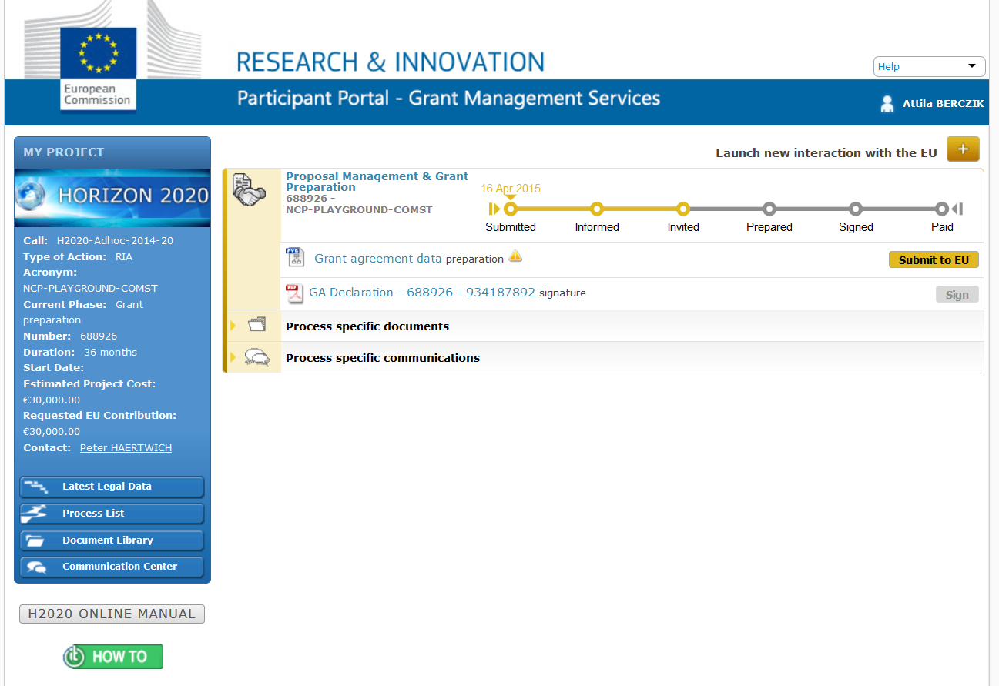 European
Commission
RESEARCH & INNOVATION
Participant Portal - Grant Management Services
Help
Attila BERCZIK
MY PROJECT
HORIZON 2020
Call: H2020-Adhoc-2014-20
Type of Action: RIA
Acronym:
NCP-PLAYGROUND-COMST
Current Phase: Grant
preparation
Number: 688926
Duration: 36 months
Start Date:
Estimated Project Cost:
€30,000.00
Requested EU Contribution:
€30,000.00
Contact: Peter HAERTWICH
Latest Legal Data
Process List
Document Library
Communication Center
H2020 ONLINE MANUAL
it HOW TO
Launch new interaction with the EU +
Proposal Management & Grant
Preparation
688926 -
NCP-PLAYGROUND-COMST
16 Apr 2015
Submitted Informed Invited Prepared Signed Paid
Grant agreement data preparation
Submit to EU
PDF
GA Declaration - 688926 - 934187892 signature
Sign
Process specific documents
Process specific communications